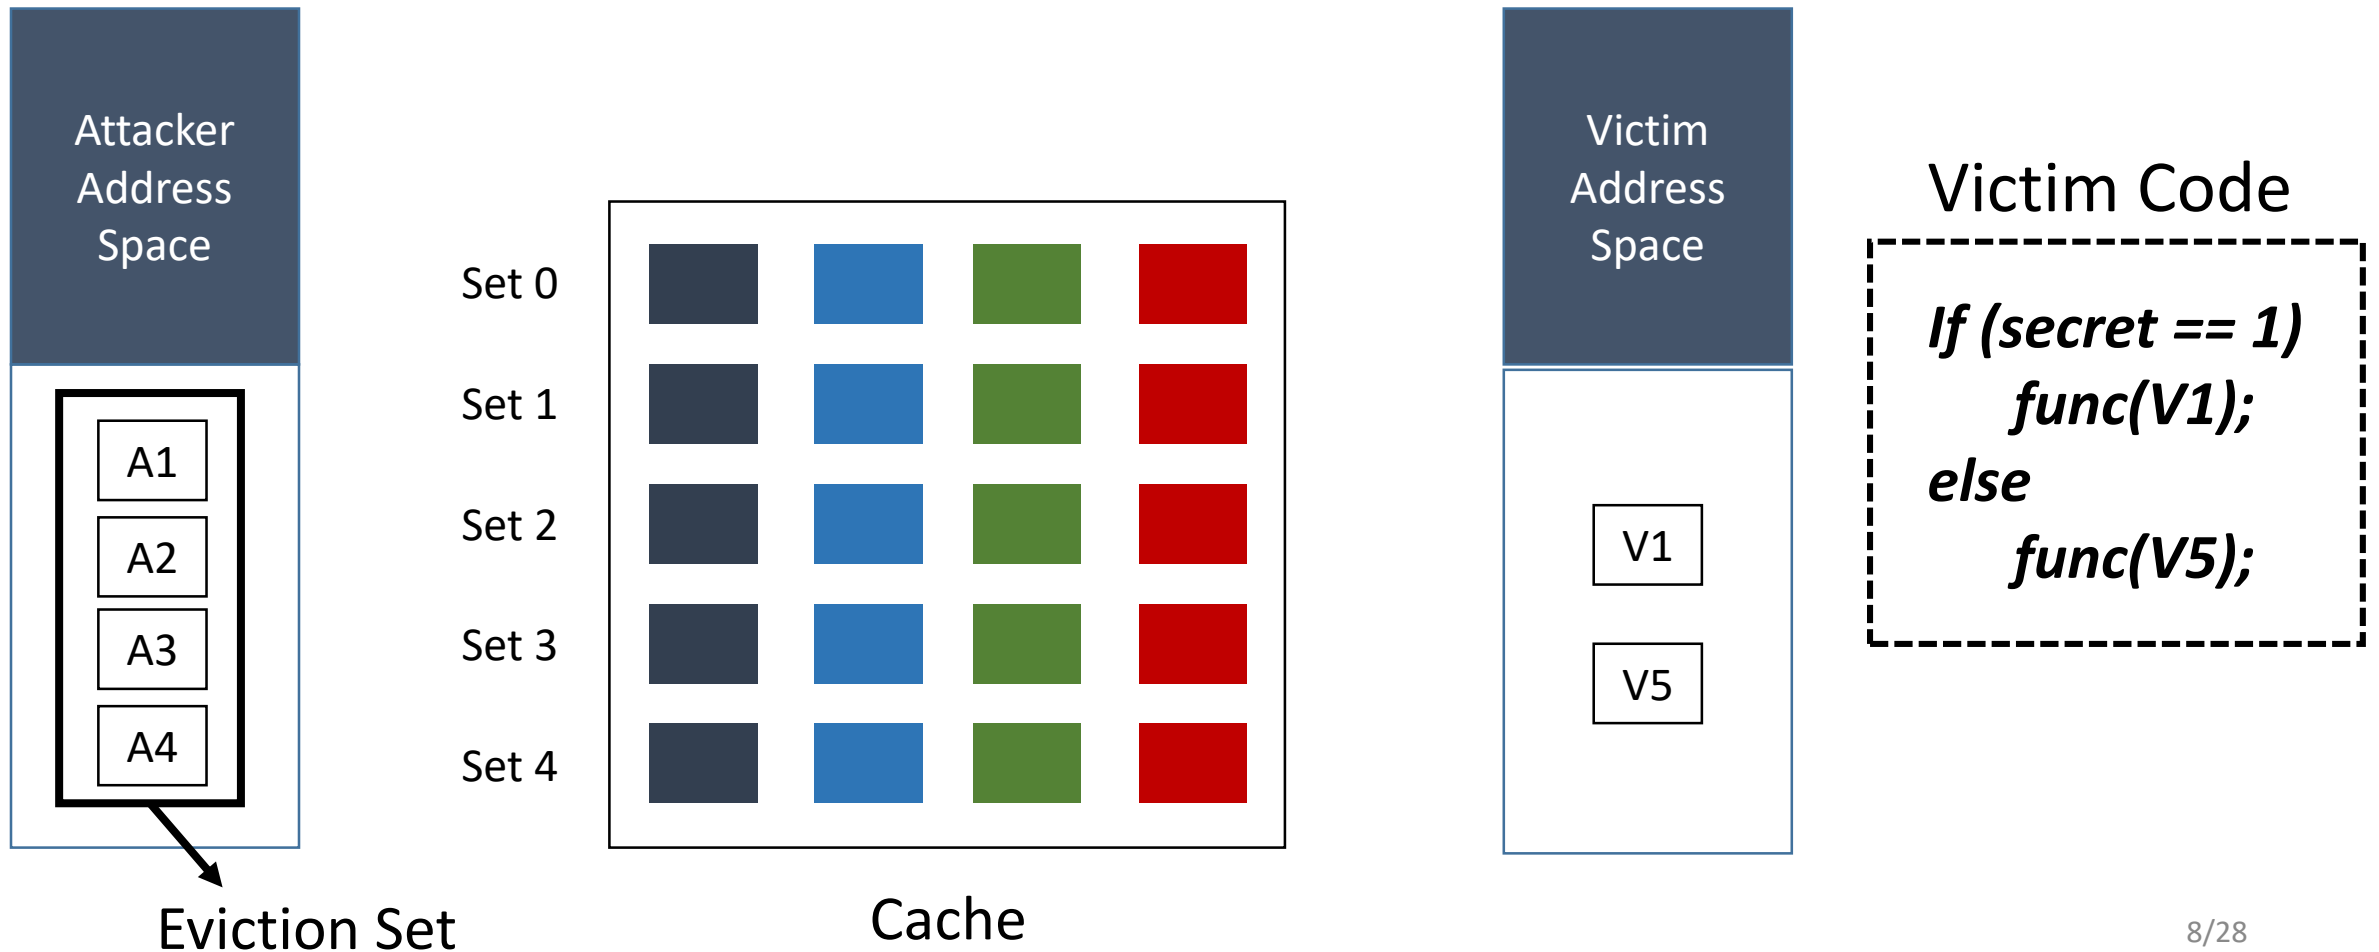 Attacker
Address
Space
A1
A2
A3
A4
Eviction Set
Set 0
Set 1
Set 2
Set 3
Set 4
Cache
Victim
Address
Space
V1
V5
Victim Code
If (secret == 1)
func(V1);
else
func(V5);
8/28